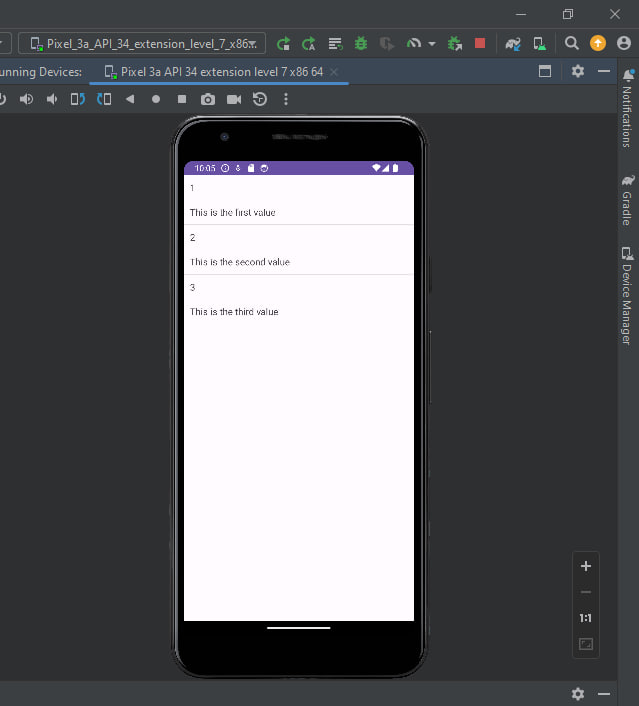 Pixel_3a_API_34_extension_level_7_x86
unning Devices:
Pixel 3a API 34 extension level 7 x86 64
10:05
1
This is the first value
2
This is the second value
3
This is the third value
1:1
Notifications
Gradle
Device Manager